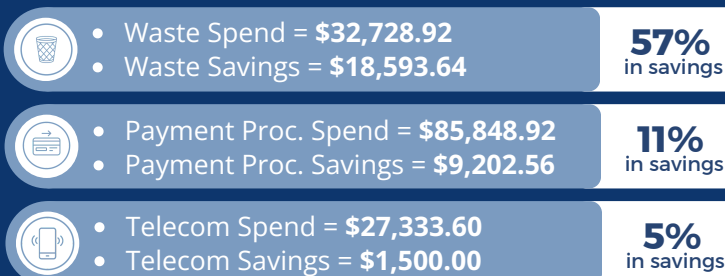 • Waste Spend = $32,728.92
• Waste Savings = $18,593.64
57%
in savings
• Payment Proc. Spend = $85,848.92
• Payment Proc. Savings = $9,202.56
11%
in savings
• Telecom Spend = $27,333.60
• Telecom Savings = $1,500.00
5%
in savings